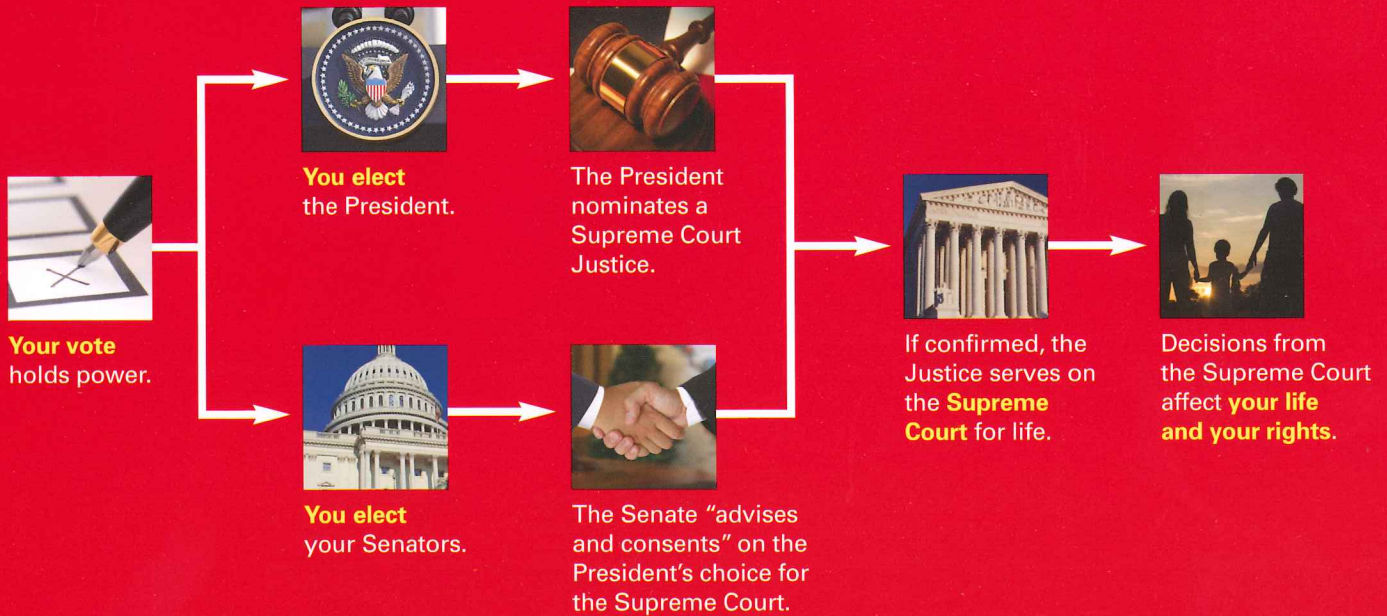 Your vote
holds power.
You elect
the President.
The President
nominates a
Supreme Court
Justice.
You elect
your Senators.
The Senate “advises
and consents” on the
President’s choice for
the Supreme Court.
If confirmed, the
Justice serves on
the Supreme
Court for life.
Decisions from
the Supreme Court
affect your life
and your rights.